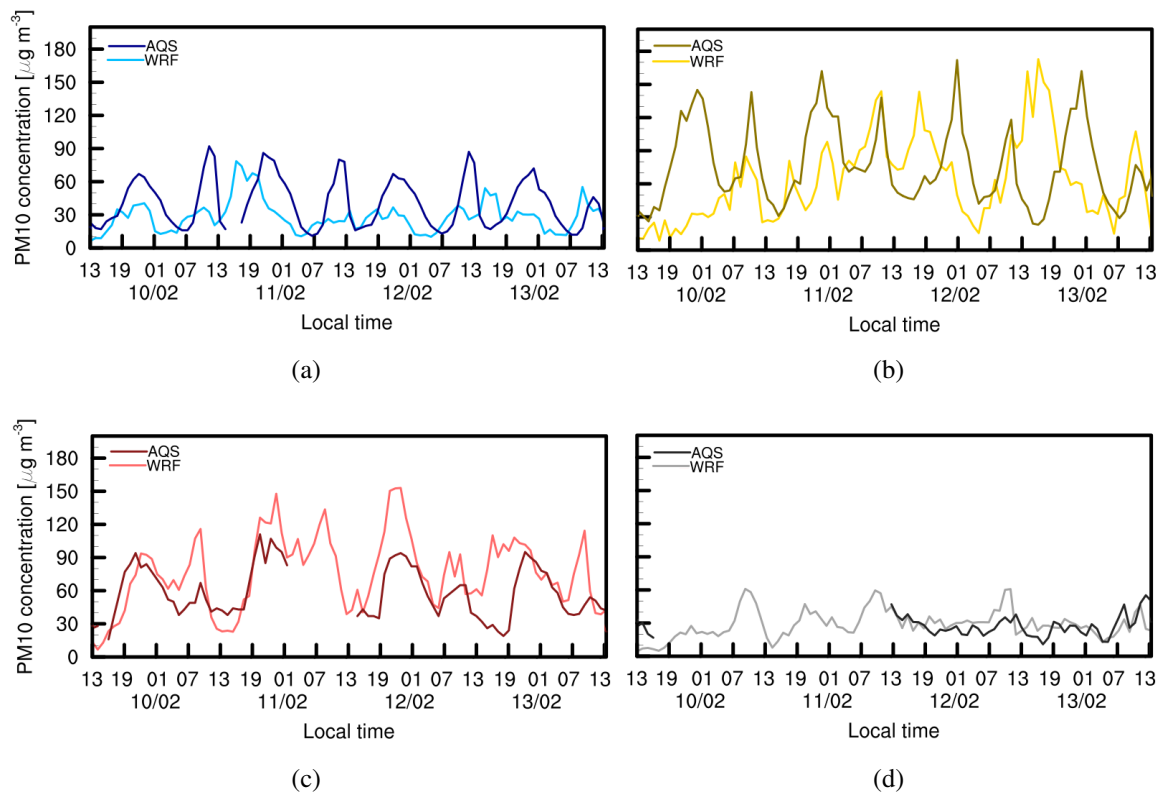 PM10 concentration [μg m-3]
180
150
120
90
60
30
0
AQS
WRF
13 19 01 07 13 19 01 07 13 19 01 07 13 19 01 07 13
10/02 11/02 12/02 13/02
Local time
(a)
AQS
WRF
13 19 01 07 13 19 01 07 13 19 01 07 13 19 01 07 13
10/02 11/02 12/02 13/02
Local time
(b)
PM10 concentration [μg m-3]
180
150
120
90
60
30
0
AQS
WRF
13 19 01 07 13 19 01 07 13 19 01 07 13 19 01 07 13
10/02 11/02 12/02 13/02
Local time
(c)
AQS
WRF
13 19 01 07 13 19 01 07 13 19 01 07 13 19 01 07 13
10/02 11/02 12/02 13/02
Local time
(d)